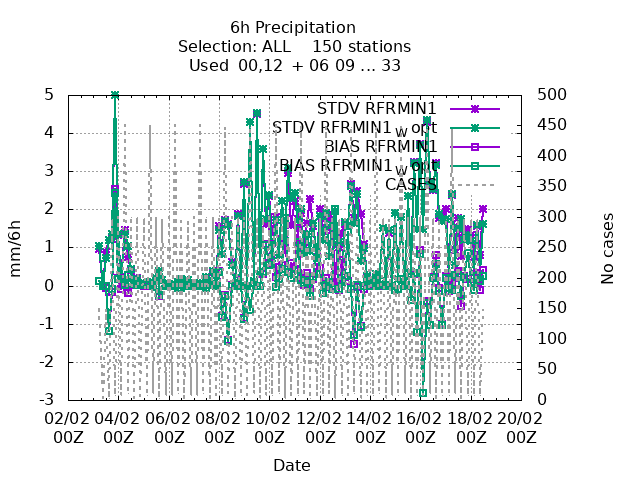 6h Precipitation
Selection: ALL    150 stations
Used  00,12  + 06 09 ... 33
5
4
3
2
1
0
-1
-2
-3
500
450
400
350
300
250
200
150
100
50
0
STDV RFRMIN1
STDV RFRMIN1_w_opt
BIAS RFRMIN1
BIAS RFRMIN1_w_opt
CASES
mm/6h
No cases
02/02 04/02 06/02 08/02 10/02 12/02 14/02 16/02 18/02 20/02
00Z 00Z 00Z 00Z 00Z 00Z 00Z 00Z 00Z 00Z
Date